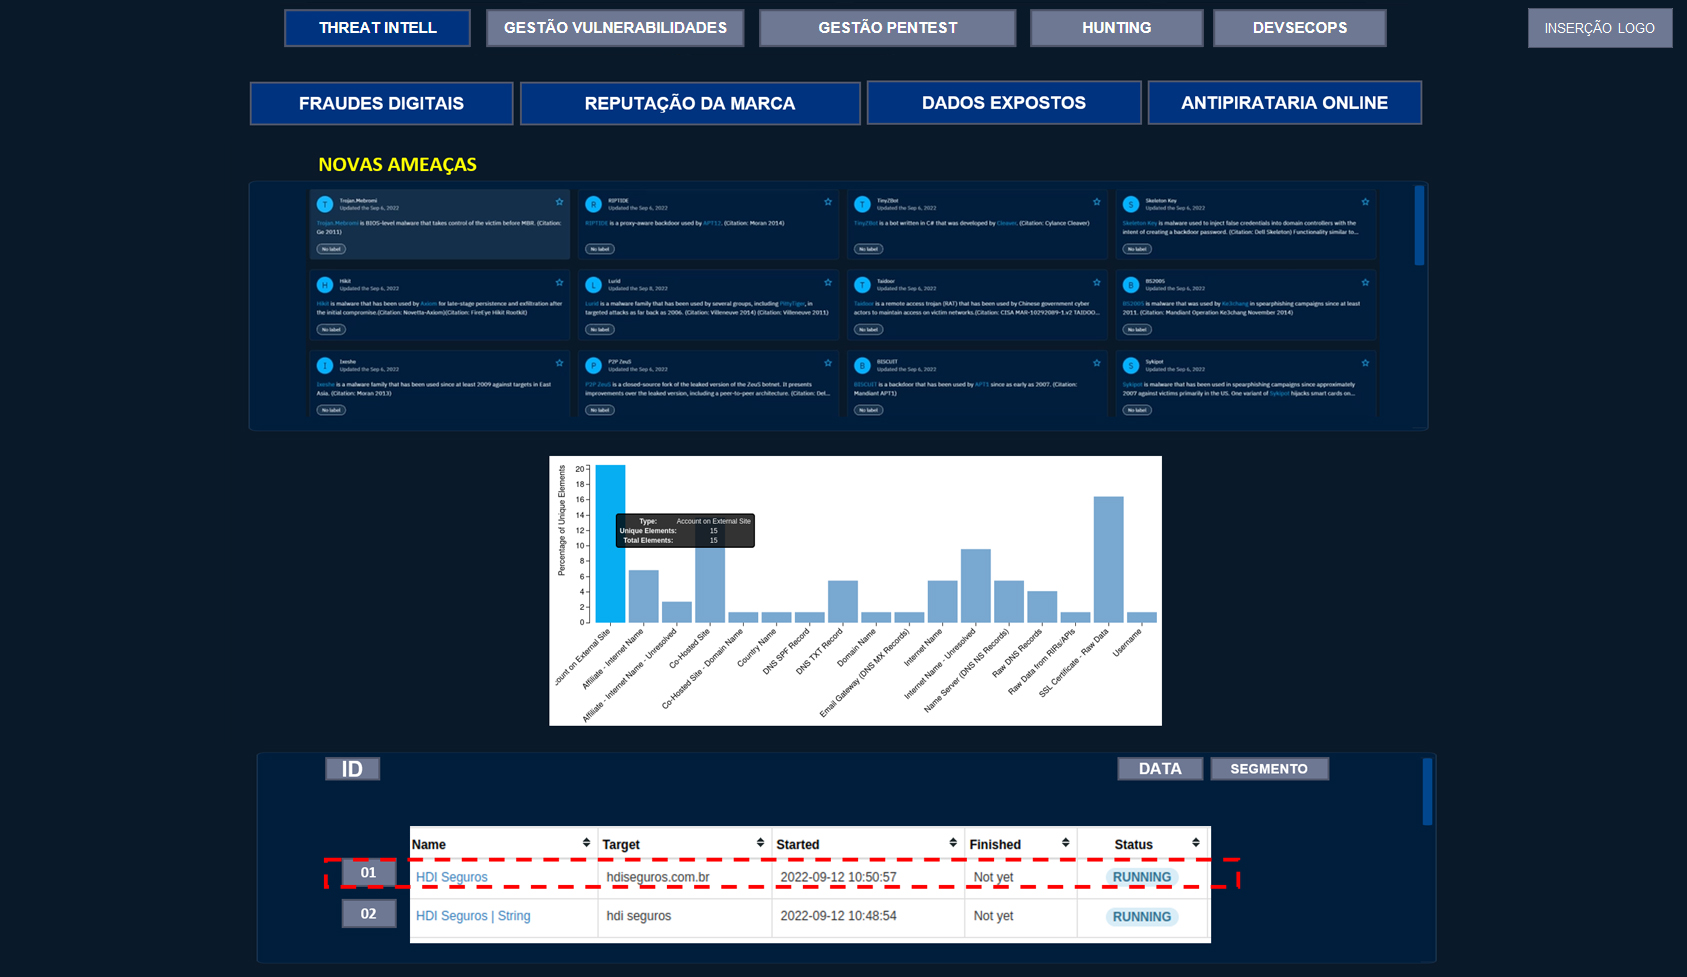 THREAT INTELL
GESTÃO VULNERABILIDADES
GESTÃO PENTEST
HUNTING
DEVSECOPS
INSERÇÃO LOGO
FRAUDES DIGITAIS
REPUTAÇÃO DA MARCA
DADOS EXPOSTOS
ANTIPIRATARIA ONLINE
NOVAS AMEAÇAS
T
Trojan.Mebromi
Updated the Sep 6, 2022
Trojan.Mebromi is BIOS-level malware that takes control of the victim before MBR. (Citation:
Ge 2011)
No label
R
RIPTIDE
Updated the Sep 6, 2022
RIPTIDE is a proxy-aware backdoor used by APT12. (Citation: Moran 2014)
No label
T
TinyZBot
Updated the Sep 6, 2022
TinyZBot is a bot written in C# that was developed by Cleaver. (Citation: Cylance Cleaver)
No label
S
Skeleton Key
Updated the Sep 6, 2022
Skeleton Key is malware used to inject false credentials into domain controllers with the
intent of creating a backdoor password. (Citation: Dell Skeleton) Functionality similar to...
No label
H
Hikit
Updated the Sep 6, 2022
Hikit is malware that has been used by Axiom for late-stage persistence and exfiltration after
the initial compromise.(Citation: Novetta-Axiom)(Citation: FireEye Hikit Rootkit)
No label
L
Lurid
Updated the Sep 8, 2022
Lurid is a malware family that has been used by several groups, including PittyTiger, in
targeted attacks as far back as 2006. (Citation: Villeneuve 2014) (Citation: Villeneuve 2011)
No label
T
Taidoor
Updated the Sep 6, 2022
Taidoor is a remote access trojan (RAT) that has been used by Chinese government cyber
actors to maintain access on victim networks.(Citation: CISA MAR-10292089-1.v2 TAIDOO...
No label
B
BS2005
Updated the Sep 6, 2022
BS2005 is malware that was used by Ke3chang in spearphishing campaigns since at least
2011. (Citation: Mandiant Operation Ke3chang November 2014)
No label
I
Ixeshe
Updated the Sep 6, 2022
Ixeshe is a malware family that has been used since at least 2009 against targets in East
Asia. (Citation: Moran 2013)
No label
P
P2P ZeuS
Updated the Sep 6, 2022
P2P ZeuS is a closed-source fork of the leaked version of the ZeuS botnet. It presents
improvements over the leaked version, including a peer-to-peer architecture. (Citation: Del...
No label
B
BISCUIT
Updated the Sep 6, 2022
BISCUIT is a backdoor that has been used by APT1 since as early as 2007. (Citation:
Mandiant APT1)
No label
S
Sykipot
Updated the Sep 6, 2022
Sykipot is malware that has been used in spearphishing campaigns since approximately
2007 against victims primarily in the US. One variant of Sykipot hijacks smart cards on...
No label
Percentage of Unique Elements
20
18
16
14
12
10
8
6
4
2
0
Type: Account on External Site
Unique Elements: 15
Total Elements: 15
ount on External Site
Affiliate - Internet Name
Affiliate - Internet Name - Unresolved
Co-Hosted Site
Co-Hosted Site - Domain Name
Country Name
DNS SPF Record
DNS TXT Record
Domain Name
Email Gateway (DNS MX Records)
Internet Name
Internet Name - Unresolved
Name Server (DNS NS Records)
Raw DNS Records
Raw Data from RIRs/APIs
SSL Certificate - Raw Data
Username
ID
DATA
SEGMENTO
Name Target Started Finished Status
01 HDI Seguros hdiseguros.com.br 2022-09-12 10:50:57 Not yet RUNNING
02 HDI Seguros | String hdi seguros 2022-09-12 10:48:54 Not yet RUNNING